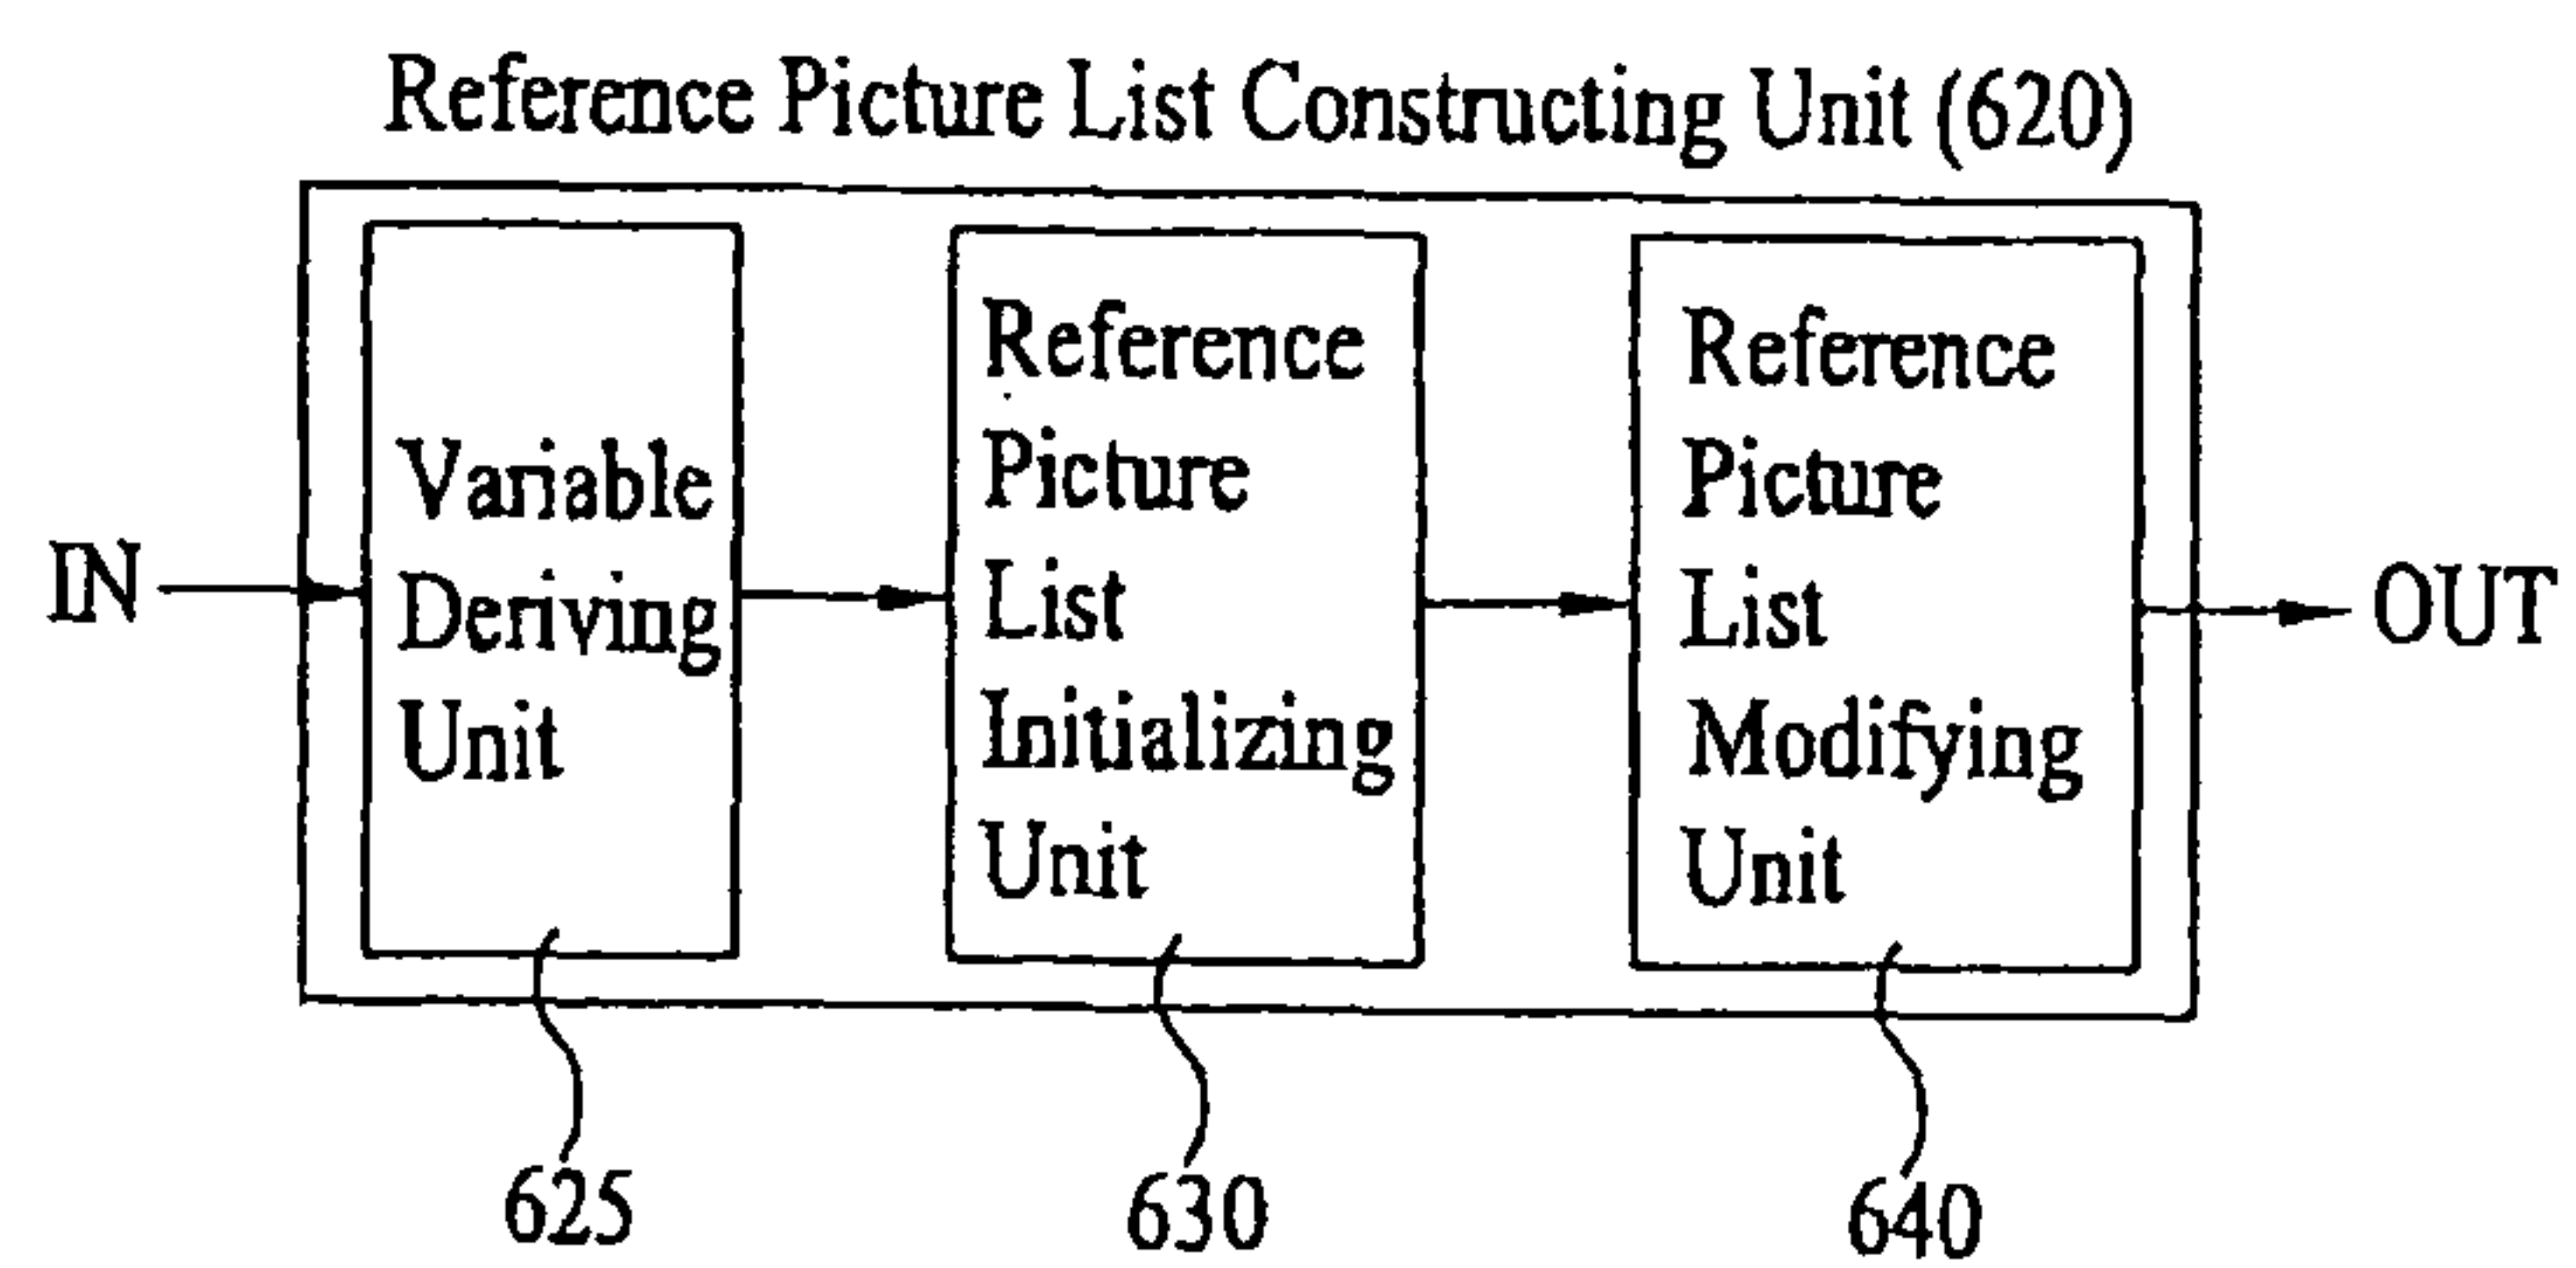 Reference Picture List Constructing Unit (620)
IN
Variable
Deriving
Unit
Reference
Picture
List
Initializing
Unit
Reference
Picture
List
Modifying
Unit
OUT
625
630
640